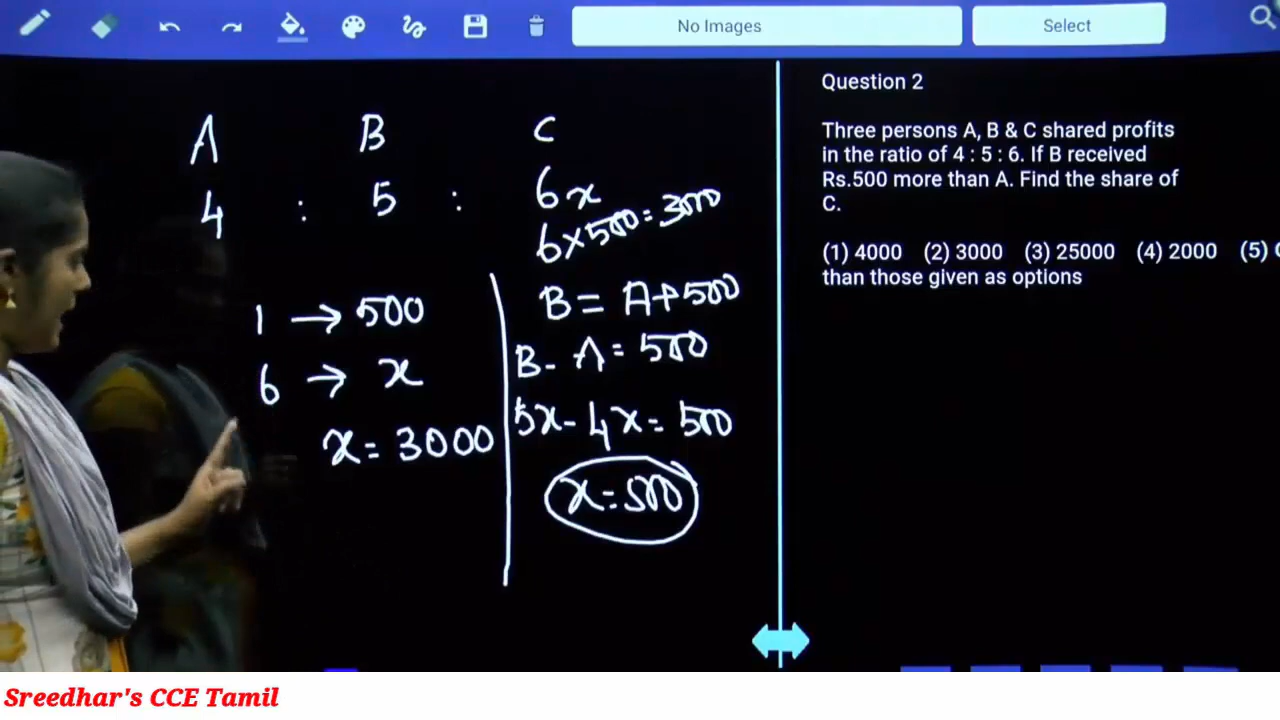 No Images Select
A B C
4 : 5 : 6x
6×500=3000
1 → 500
6 → x
x = 3000
B = A+500
B - A = 500
5x - 4x = 500
x = 500
Question 2
Three persons A, B & C shared profits
in the ratio of 4 : 5 : 6. If B received
Rs.500 more than A. Find the share of
C.
(1) 4000 (2) 3000 (3) 25000 (4) 2000 (5)
than those given as options
Sreedhar's CCE Tamil